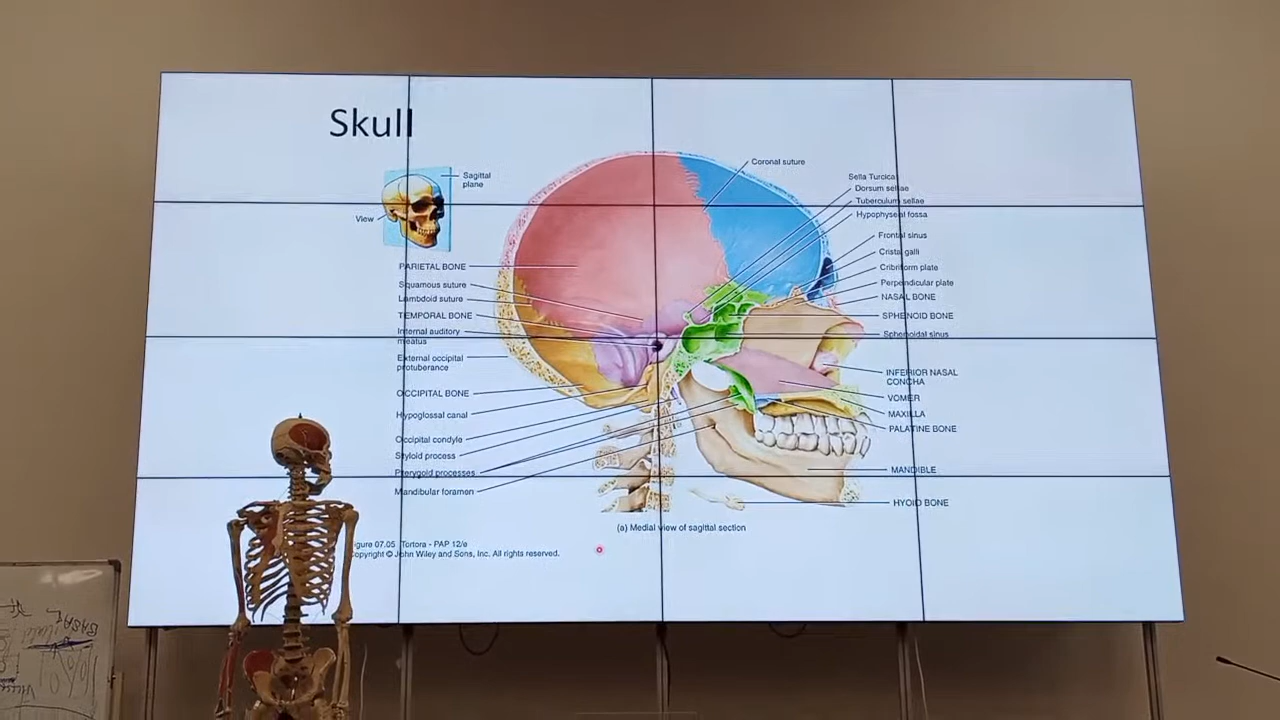 Skull
Sagittal
plane
View
PARIETAL BONE
Squamous suture
Lambdoid suture
TEMPORAL BONE
Internal auditory
meatus
External occipital
protuberance
OCCIPITAL BONE
Hypoglossal canal
Occipital condyle
Styloid process
Pterygoid processes
Mandibular foramen
Coronal suture
Sella Turcica
Dorsum sellae
Tuberculum sellae
Hypophyseal fossa
Frontal sinus
Crista galli
Cribriform plate
Perpendicular plate
NASAL BONE
SPHENOID BONE
Sphenoidal sinus
INFERIOR NASAL
CONCHA
VOMER
MAXILLA
PALATINE BONE
MANDIBLE
HYOID BONE
(a) Medial view of sagittal section
gure 07.05 Tortora - PAP 12/e
opyright © John Wiley and Sons, Inc. All rights reserved.